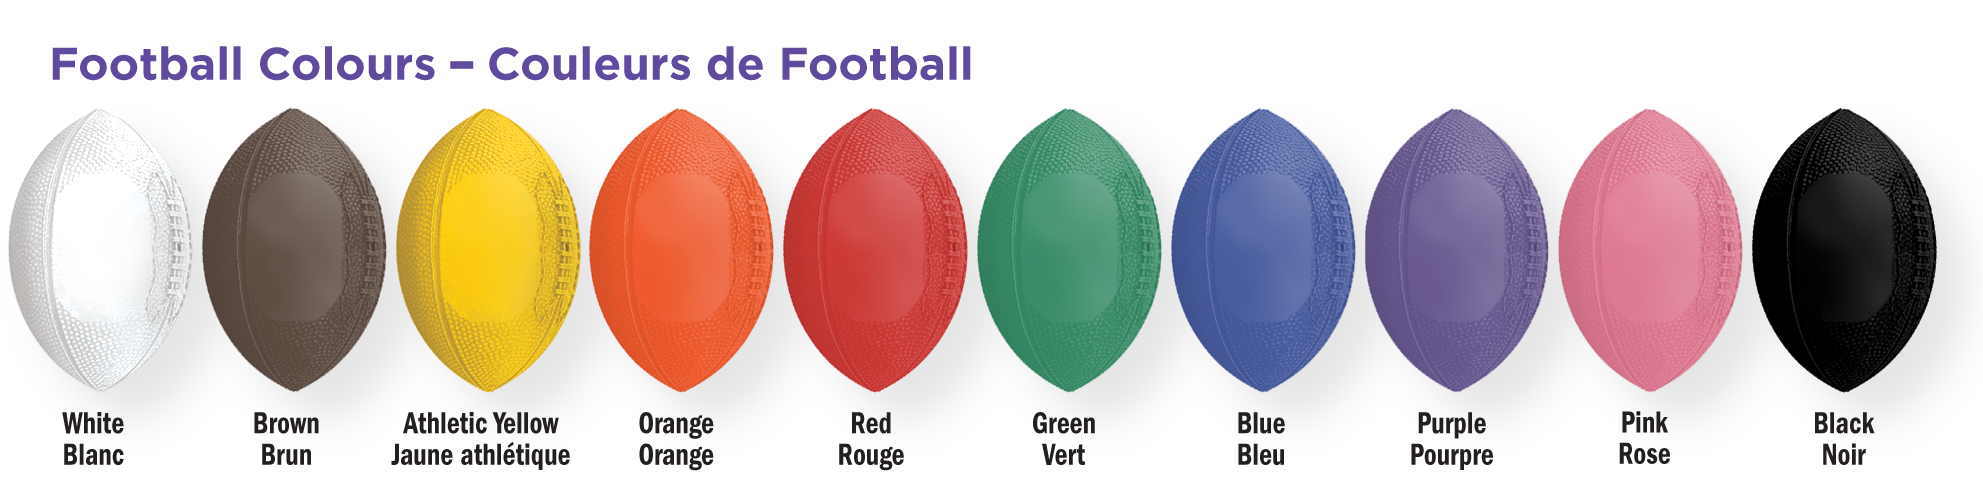 Football Colours – Couleurs de Football
White
Blanc
Brown
Brun
Athletic Yellow
Jaune athlétique
Orange
Orange
Red
Rouge
Green
Vert
Blue
Bleu
Purple
Pourpre
Pink
Rose
Black
Noir